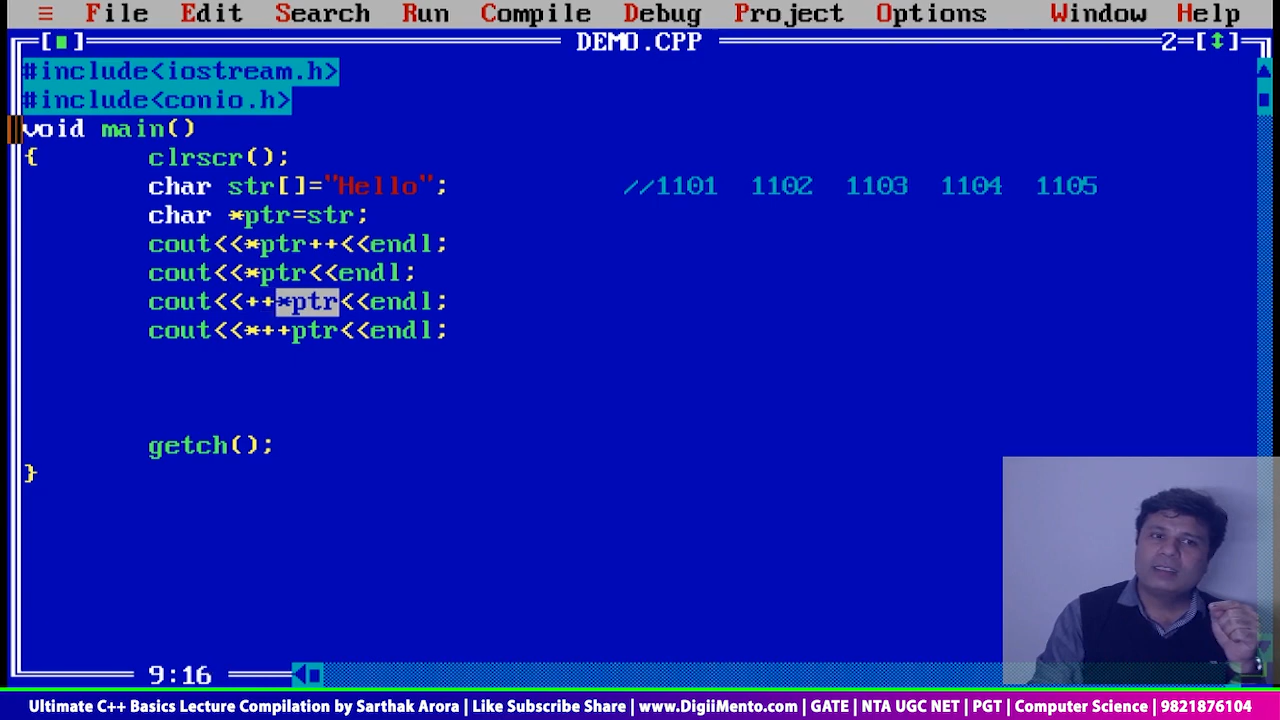 ≡ File Edit Search Run Compile Debug Project Options Window Help
[■] DEMO.CPP 2=[↕]
#include<iostream.h>
#include<conio.h>
void main()
{ clrscr();
char str[]="Hello"; //1101 1102 1103 1104 1105
char *ptr=str;
cout<<*ptr++<<endl;
cout<<*ptr<<endl;
cout<<++*ptr<<endl;
cout<<*++ptr<<endl;
getch();
}
9:16
Ultimate C++ Basics Lecture Compilation by Sarthak Arora | Like Subscribe Share | www.DigiiMento.com | GATE | NTA UGC NET | PGT | Computer Science | 9821876104